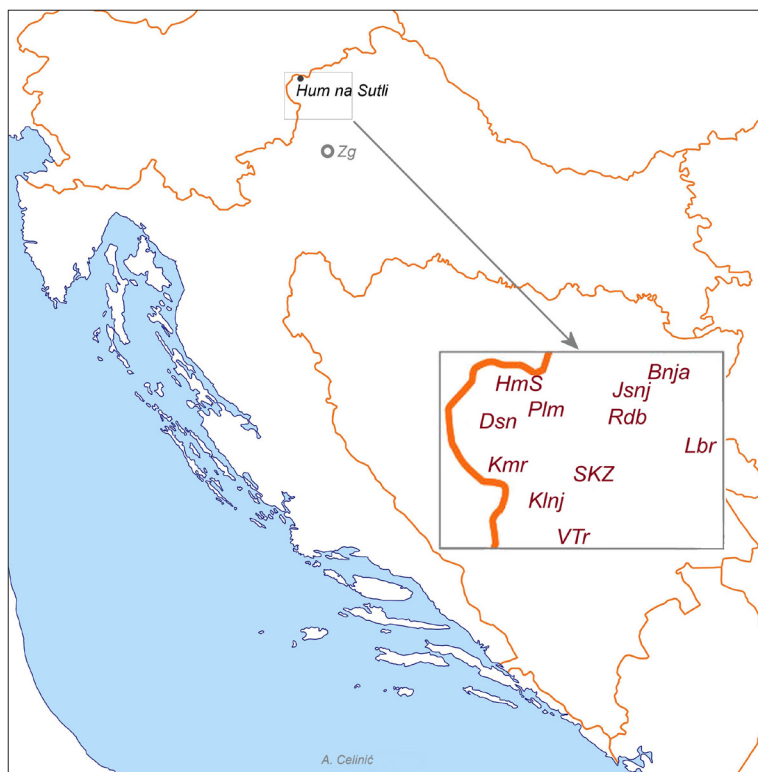 Hum na Sutli
Zg
Bnja
HmS
Jsnj
Plm
Rdb
Dsn
Lbr
Kmr
SKZ
Klnj
VTr
A. Celinić